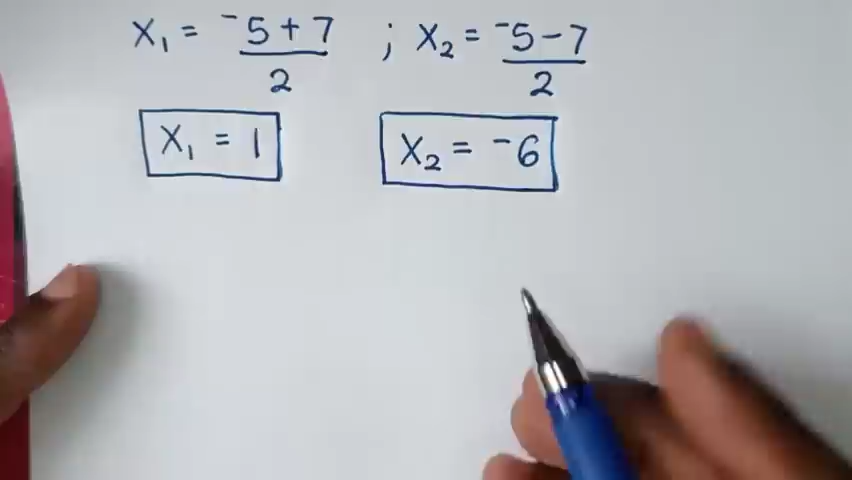 X₁ = ⁻5 + 7 / 2 ; X₂ = ⁻5 − 7 / 2
X₁ = 1 X₂ = ⁻6